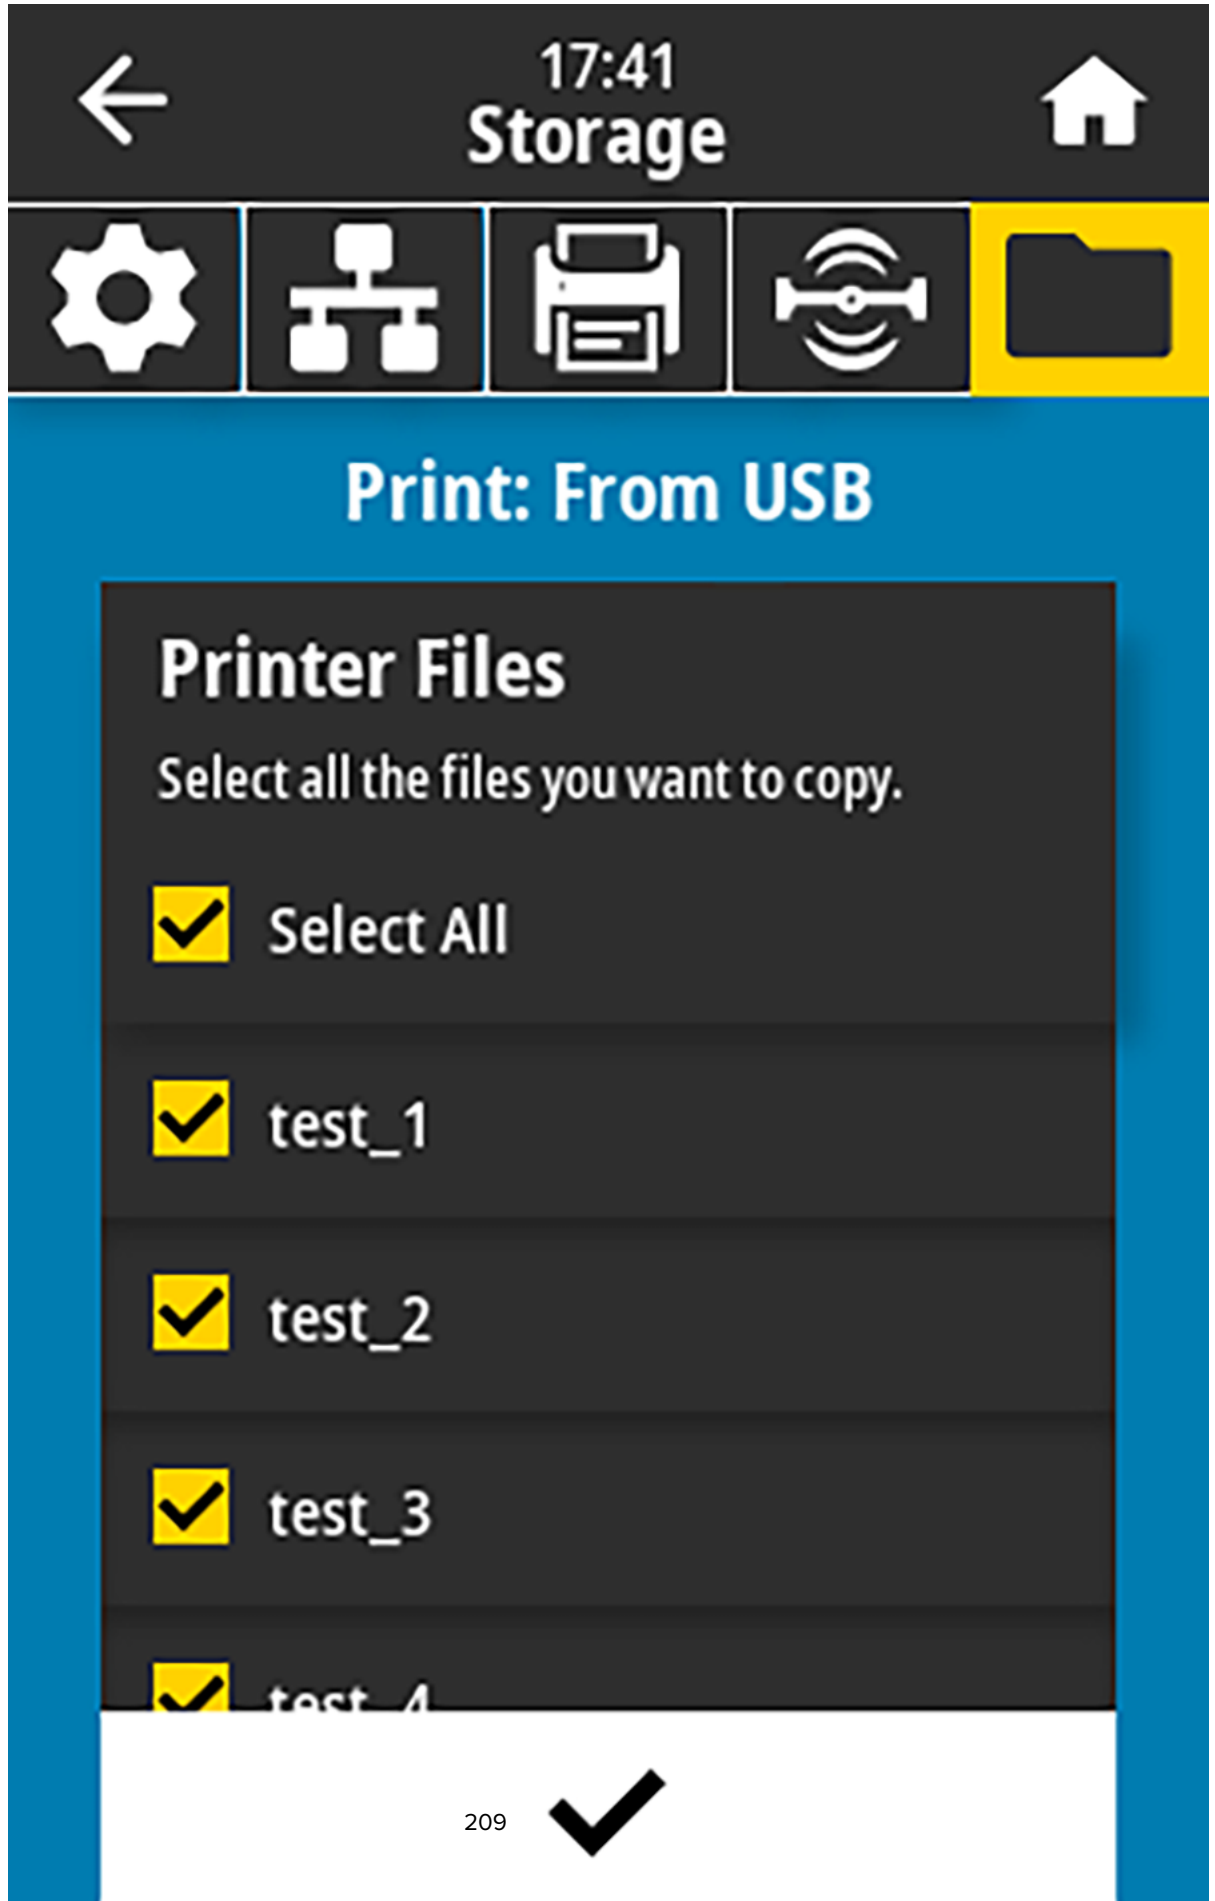 17:41
Storage
Print: From USB
Printer Files
Select all the files you want to copy.
Select All
test_1
test_2
test_3
test_4
209